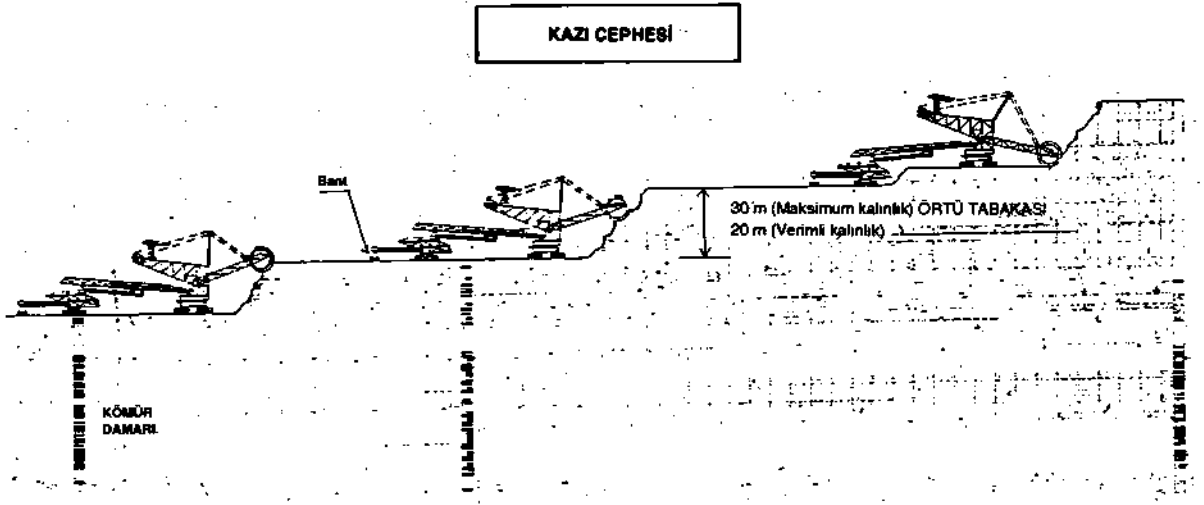 KAZI CEPHESİ
Bant
30 m (Maksimum kalınlık) ÖRTÜ TABAKASI
20 m (Verimli kalınlık)
KÖMÜR
DAMARI